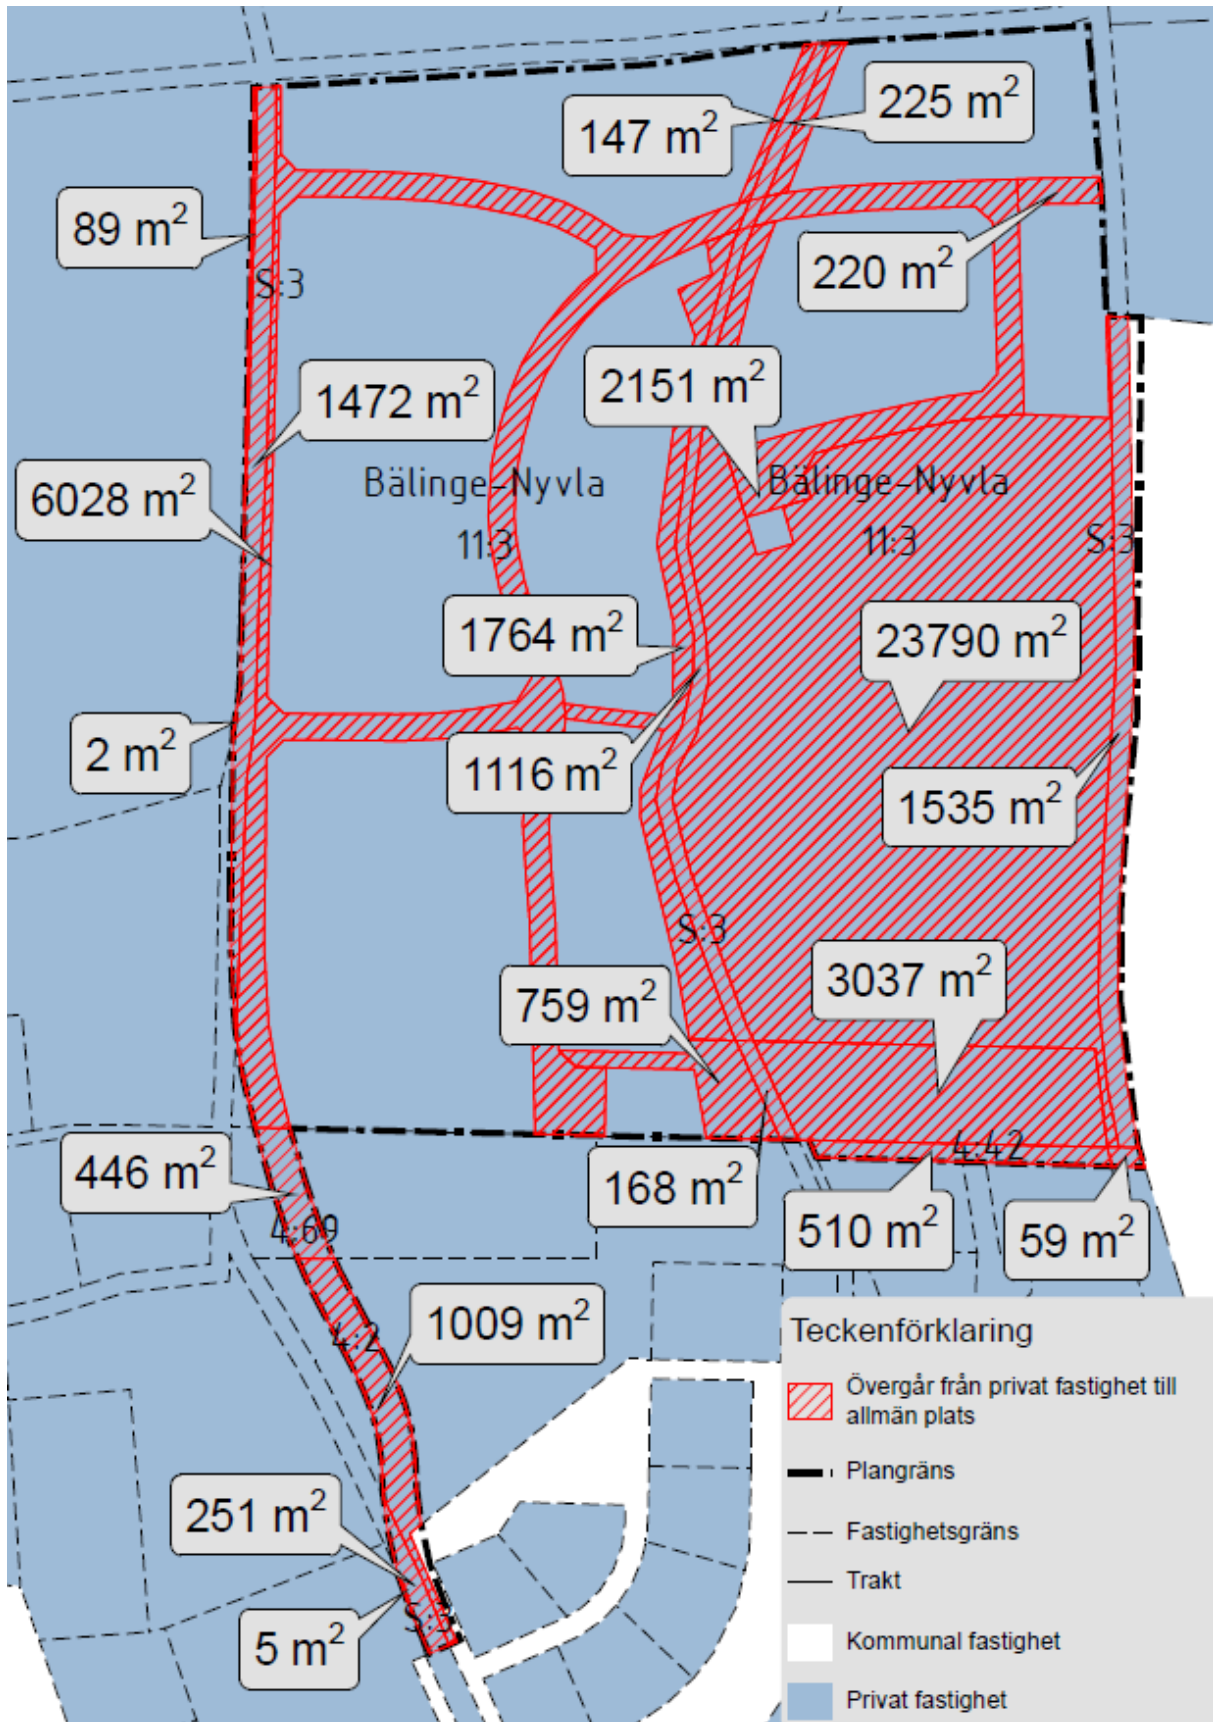 225 m²
147 m²
89 m²
220 m²
S:3
1472 m²
2151 m²
6028 m²
Bälinge-Nyvla
11:3
Bälinge-Nyvla
11:3
S:3
1764 m²
23790 m²
2 m²
1116 m²
1535 m²
S:3
759 m²
3037 m²
446 m²
168 m²
4:42
510 m²
59 m²
4:69
1009 m²
4:2
251 m²
5 m²
S:3
Teckenförklaring
Övergår från privat fastighet till
allmän plats
Plangräns
Fastighetsgräns
Trakt
Kommunal fastighet
Privat fastighet